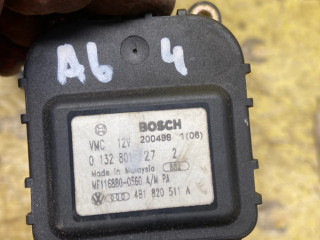 A6 4
BOSCH
VMC 12V 200498 1(06)
0 132 801 27 2
Made in Malaysia
MF116880-0560 A/M PA
4B1 820 511 A